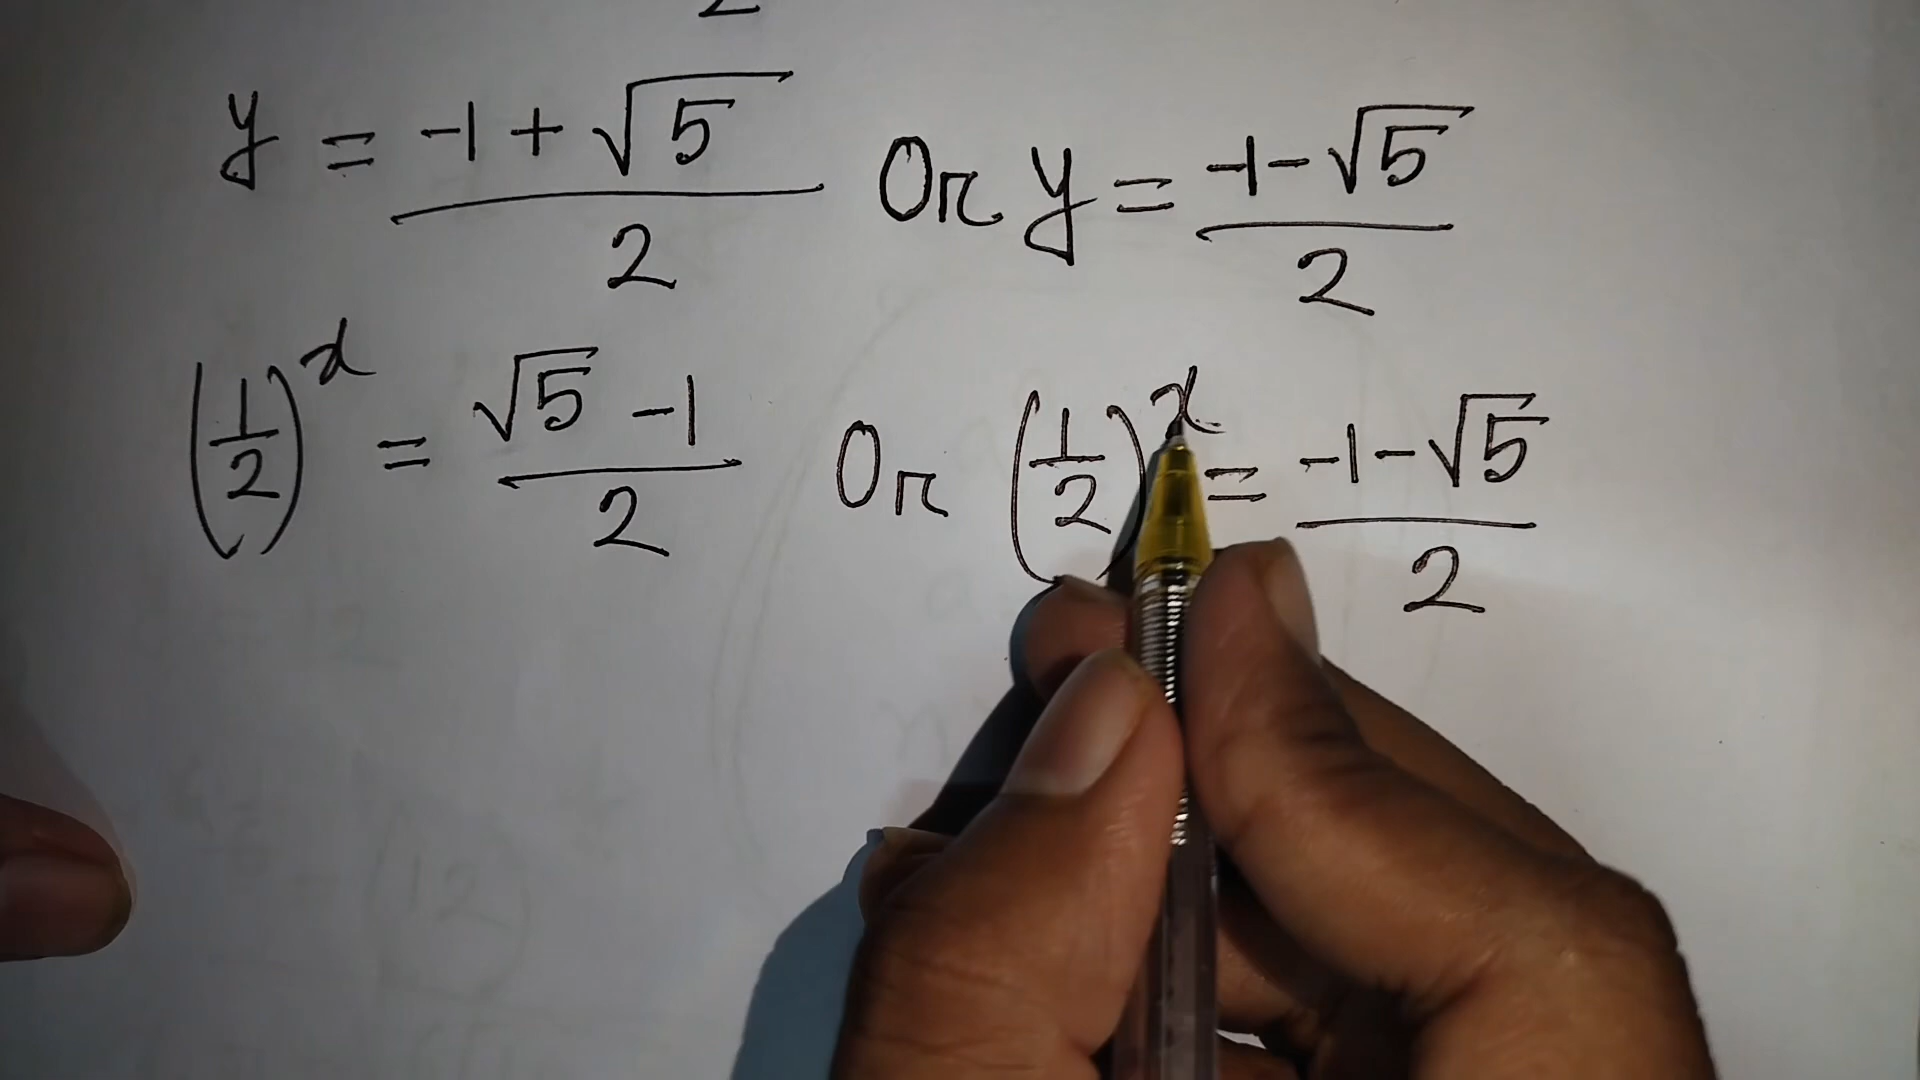 y = (-1 + √5)/2 Or y = (-1 - √5)/2
(1/2)^x = (√5 - 1)/2 Or (1/2)^x = (-1 - √5)/2